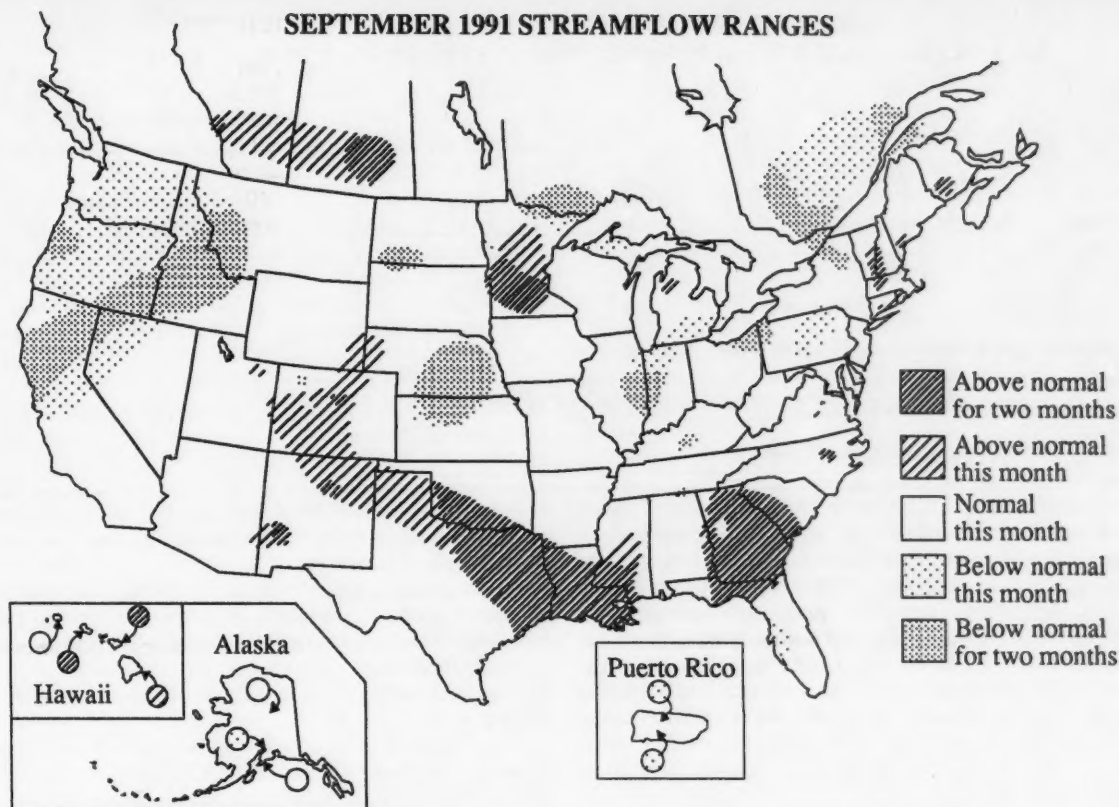 SEPTEMBER 1991 STREAMFLOW RANGES
Above normal
for two months
Above normal
this month
Normal
this month
Below normal
this month
Below normal
for two months
Hawaii
Alaska
Puerto Rico